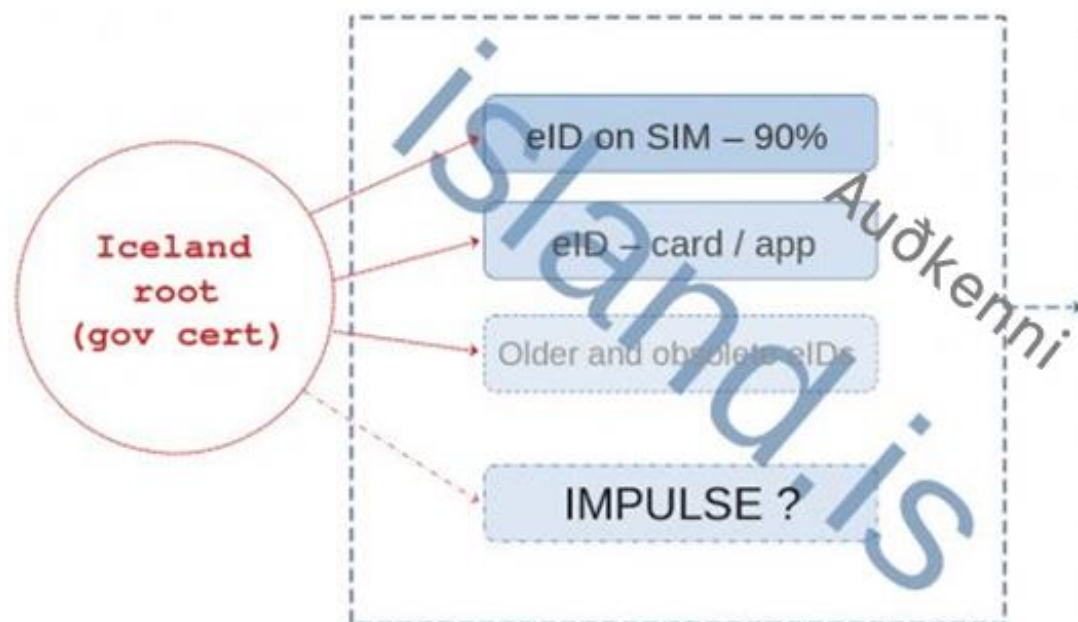 Iceland
root
(gov cert)
eID on SIM – 90%
eID – card / app
Older and obsolete eIDs
IMPULSE ?
island.is
Auðkenni